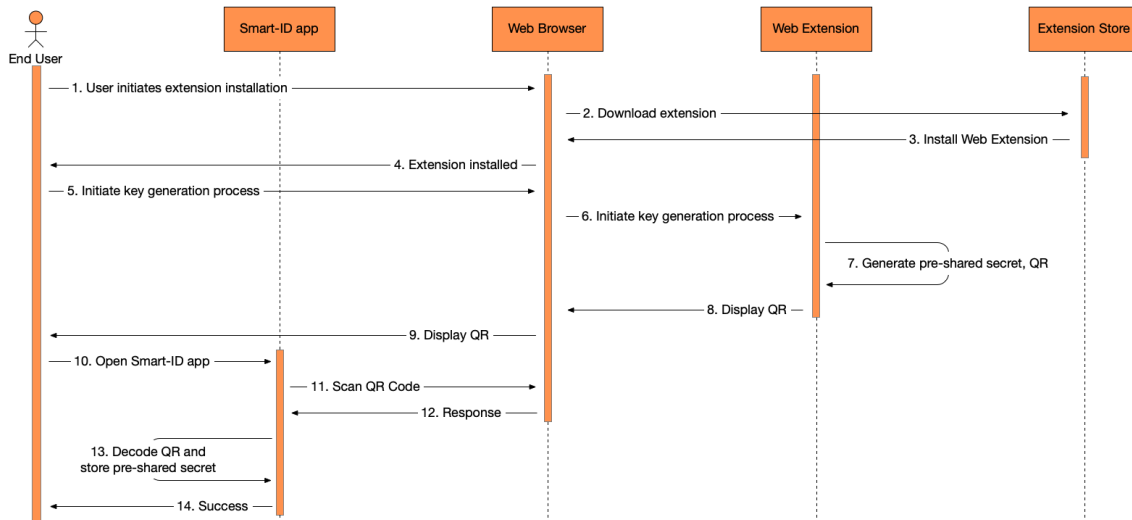 Smart-ID app
Web Browser
Web Extension
Extension Store
End User
1. User initiates extension installation
2. Download extension
3. Install Web Extension
4. Extension installed
5. Initiate key generation process
6. Initiate key generation process
7. Generate pre-shared secret, QR
8. Display QR
9. Display QR
10. Open Smart-ID app
11. Scan QR Code
12. Response
13. Decode QR and
store pre-shared secret
14. Success